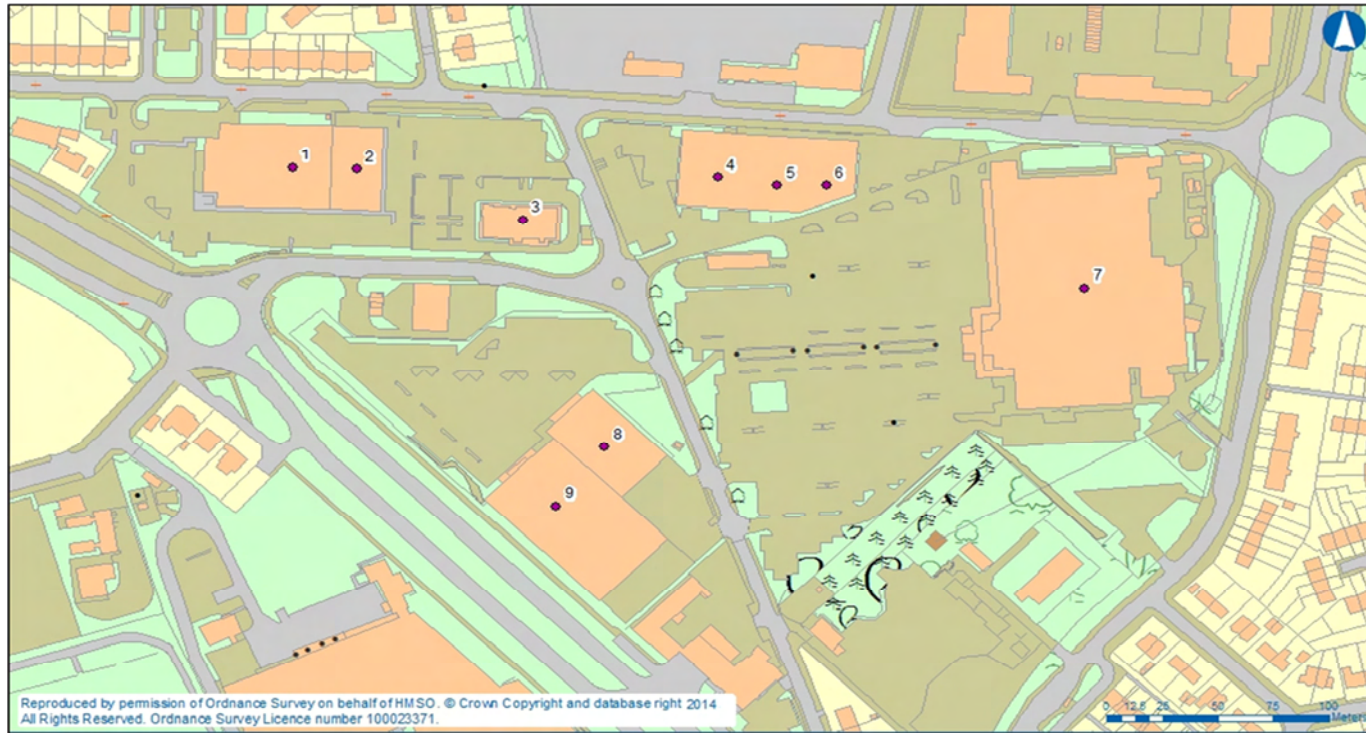 1
2
3
4
5
6
7
8
9
Reproduced by permission of Ordnance Survey on behalf of HMSO. © Crown Copyright and database right 2014
All Rights Reserved. Ordnance Survey Licence number 100023371.
0 12.5 25 50 75 100
Meters